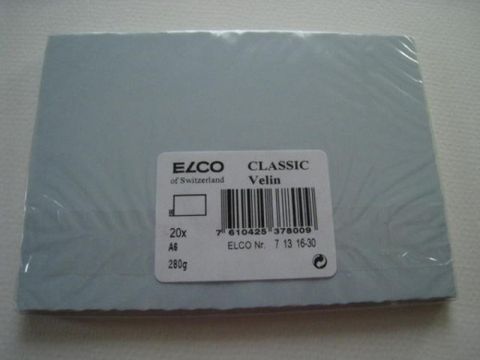 ELCO CLASSIC
of Switzerland Velin
20x
A6
280g
7 610425 378009
ELCO Nr. 7 13 16-30